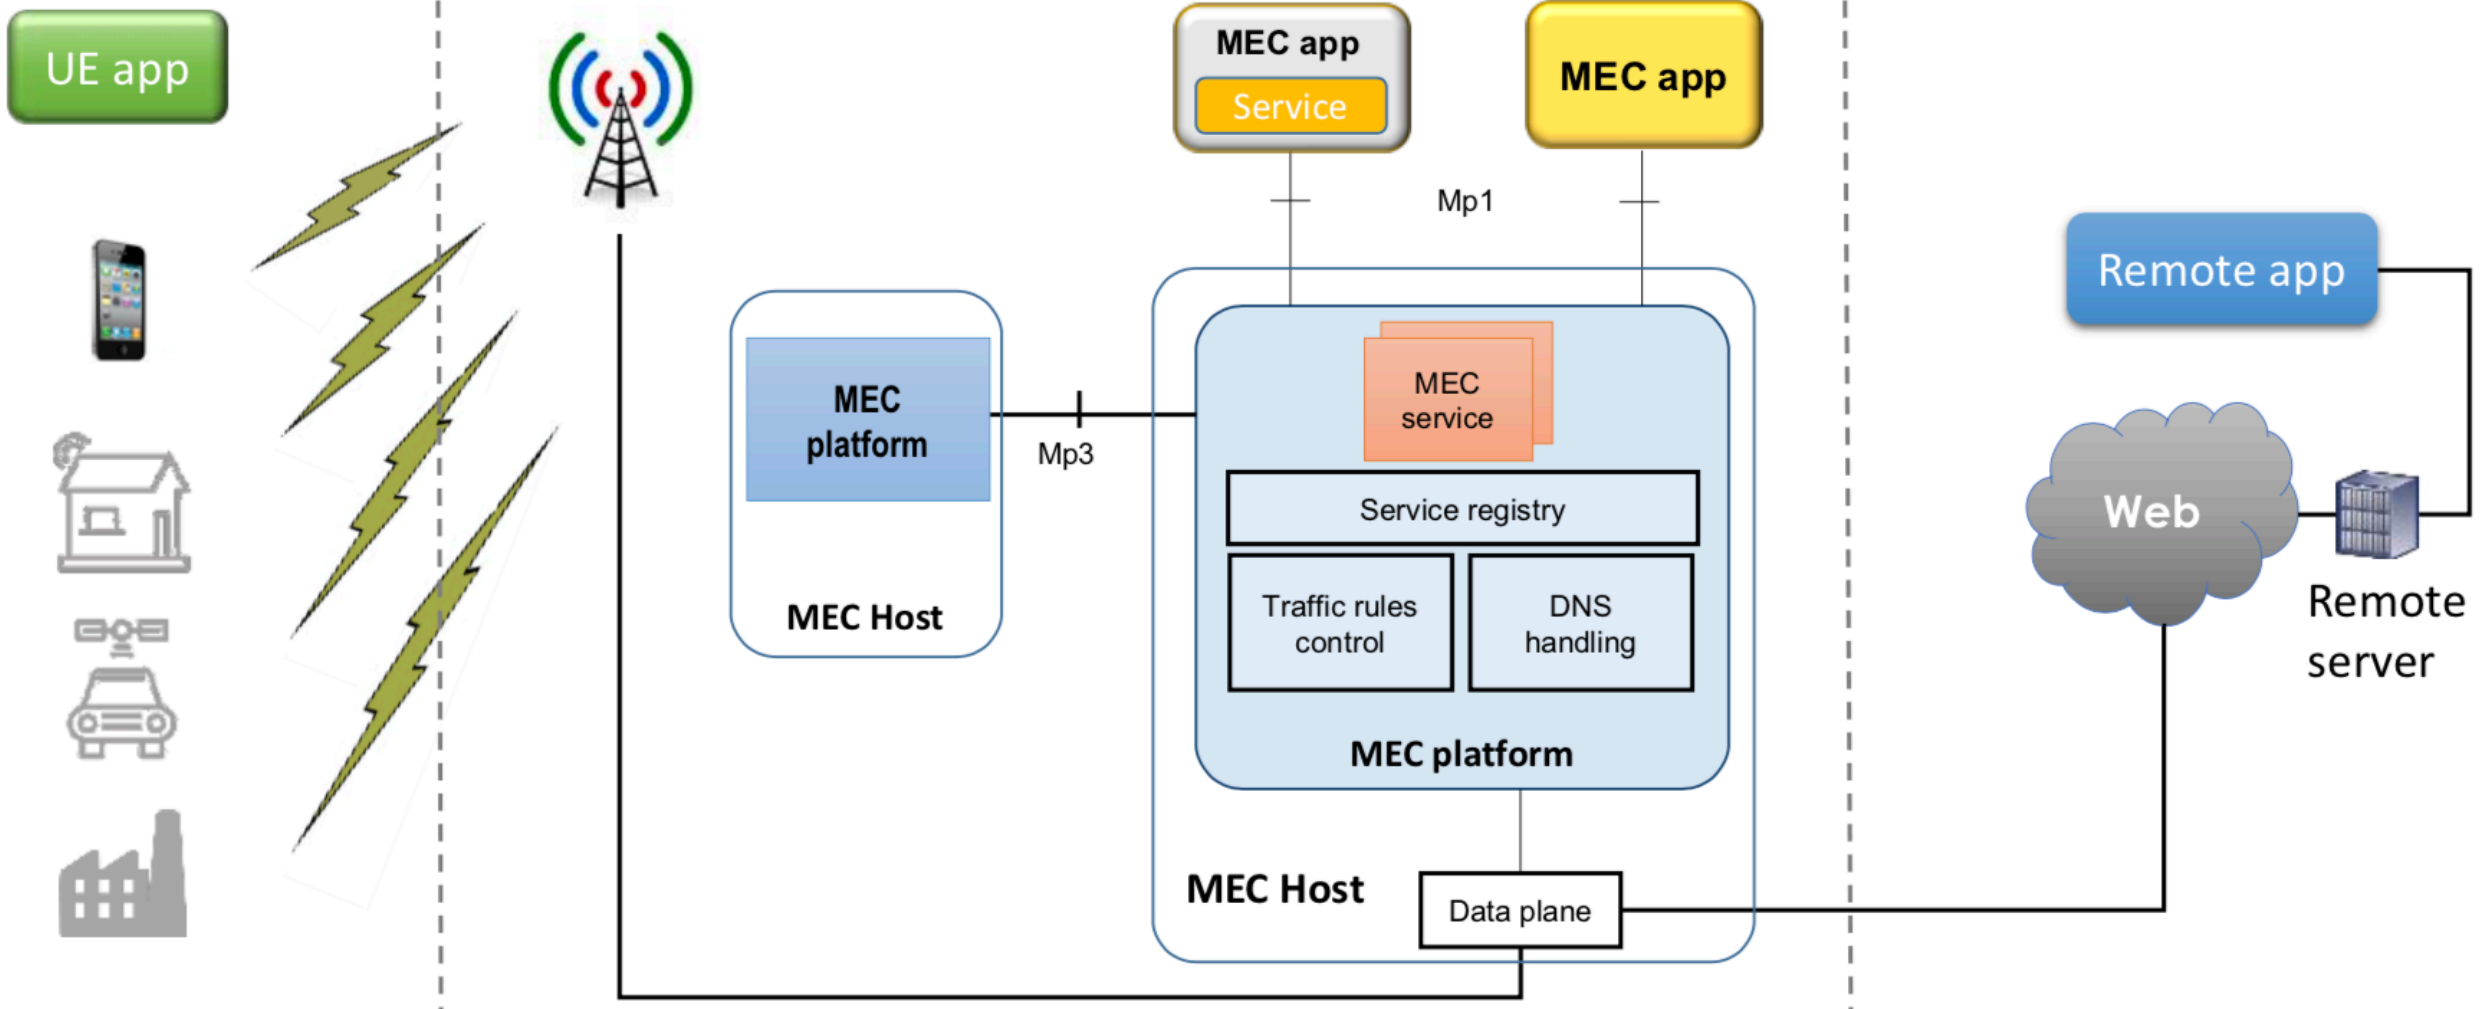 UE app
MEC app
Service
MEC app
Mp1
Remote app
MEC
platform
MEC Host
Mp3
MEC
service
Service registry
Traffic rules
control
DNS
handling
MEC platform
MEC Host
Data plane
Web
Remote
server